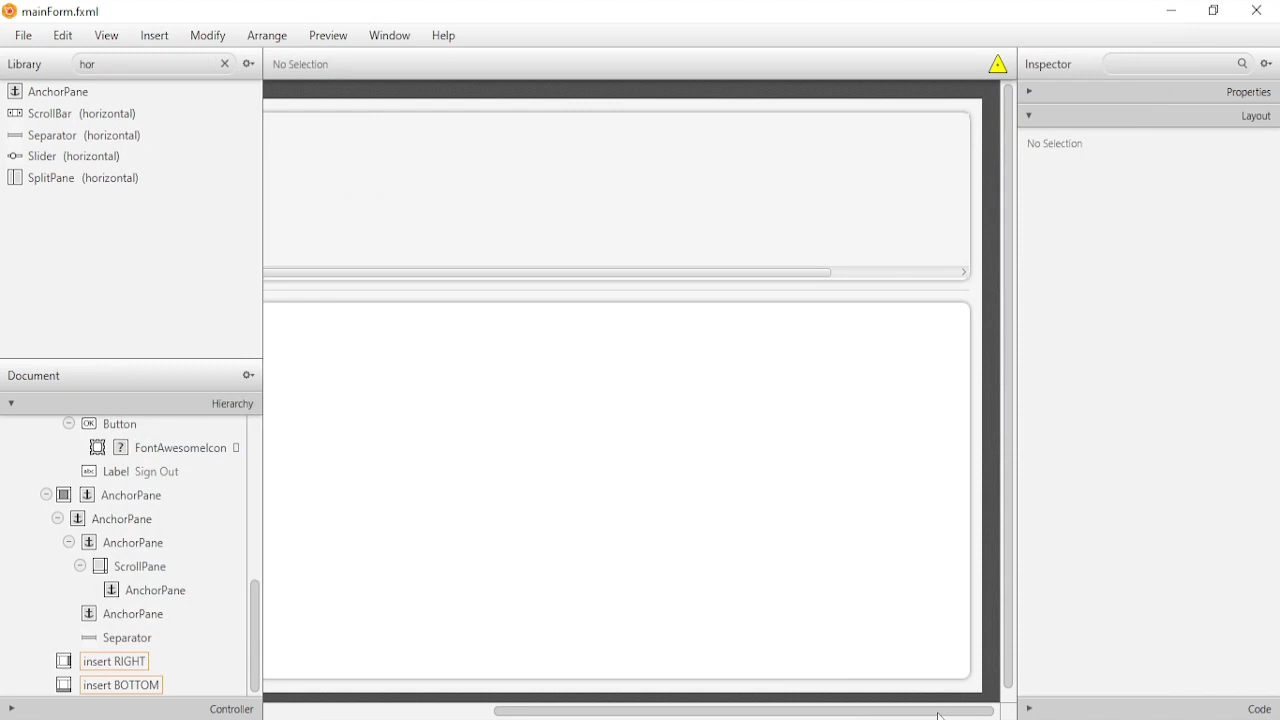 mainForm.fxml
File Edit View Insert Modify Arrange Preview Window Help
Library hor
No Selection
Inspector
AnchorPane
ScrollBar (horizontal)
Separator (horizontal)
Slider (horizontal)
SplitPane (horizontal)
Properties
Layout
No Selection
Document
Hierarchy
OK Button
? FontAwesomeIcon
abc Label Sign Out
AnchorPane
AnchorPane
AnchorPane
ScrollPane
AnchorPane
AnchorPane
Separator
insert RIGHT
insert BOTTOM
Controller
Code